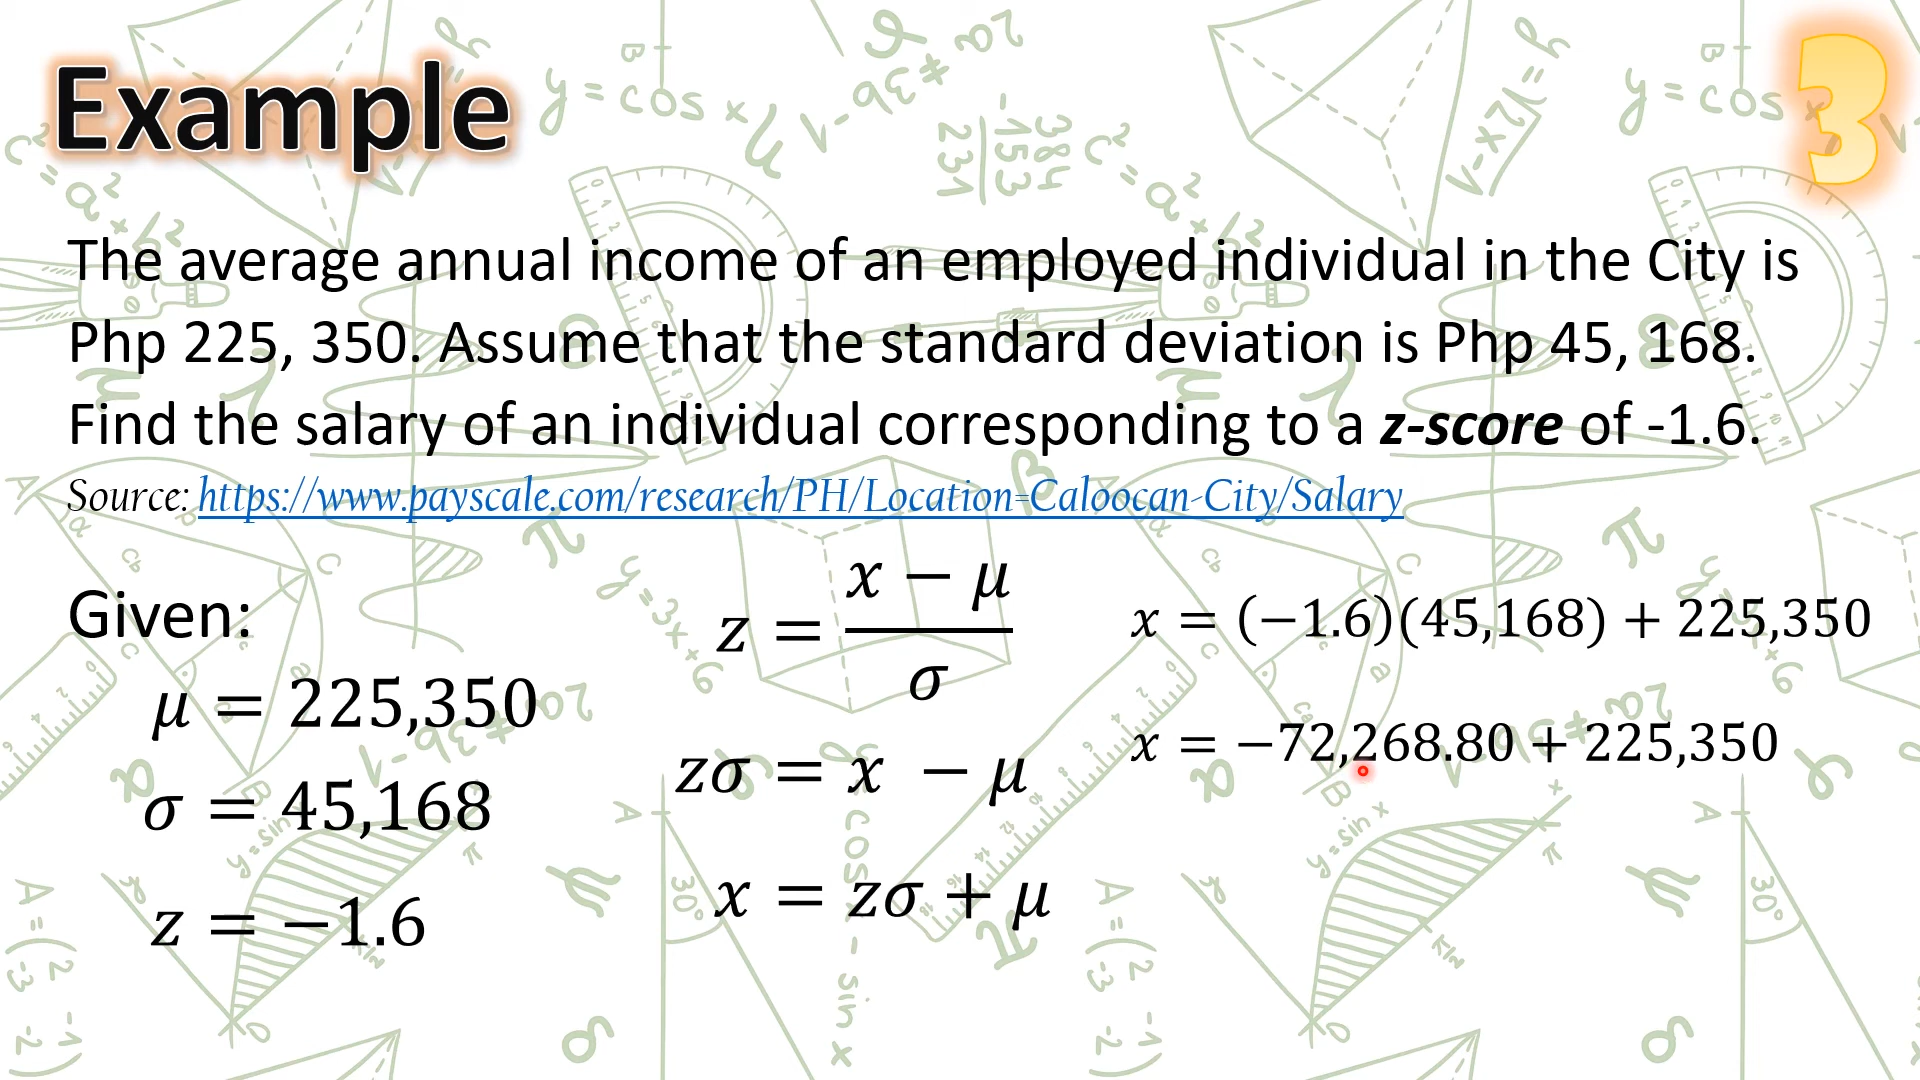 Example
3
The average annual income of an employed individual in the City is
Php 225, 350. Assume that the standard deviation is Php 45, 168.
Find the salary of an individual corresponding to a z-score of -1.6.
Source: https://www.payscale.com/research/PH/Location=Caloocan-City/Salary
Given:
μ = 225,350
σ = 45,168
z = −1.6
z = (x − μ)/σ
zσ = x − μ
x = zσ + μ
x = (−1.6)(45,168) + 225,350
x = −72,268.80 + 225,350